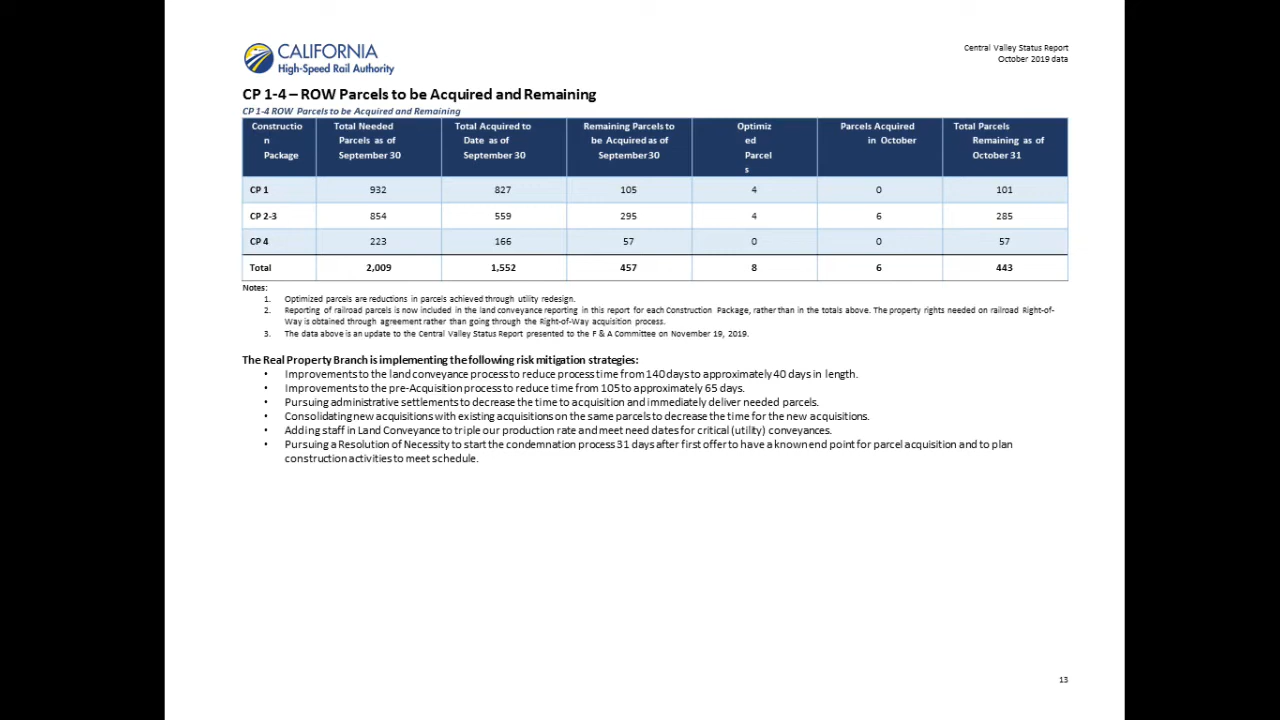 CALIFORNIA
High-Speed Rail Authority
Central Valley Status Report
October 2019 data
CP 1-4 – ROW Parcels to be Acquired and Remaining
CP 1-4 ROW Parcels to be Acquired and Remaining
Constructio n Package | Total Needed Parcels as of September 30 | Total Acquired to Date as of September 30 | Remaining Parcels to be Acquired as of September 30 | Optimiz ed Parcel s | Parcels Acquired in October | Total Parcels Remaining as of October 31
CP 1 | 932 | 827 | 105 | 4 | 0 | 101
CP 2-3 | 854 | 559 | 295 | 4 | 6 | 285
CP 4 | 223 | 166 | 57 | 0 | 0 | 57
Total | 2,009 | 1,552 | 457 | 8 | 6 | 443
Notes:
1. Optimized parcels are reductions in parcels achieved through utility redesign.
2. Reporting of railroad parcels is now included in the land conveyance reporting in this report for each Construction Package, rather than in the totals above. The property rights needed on railroad Right-of-
Way is obtained through agreement rather than going through the Right-of-Way acquisition process.
3. The data above is an update to the Central Valley Status Report presented to the F & A Committee on November 19, 2019.
The Real Property Branch is implementing the following risk mitigation strategies:
• Improvements to the land conveyance process to reduce process time from 140 days to approximately 40 days in length.
• Improvements to the pre-Acquisition process to reduce time from 105 to approximately 65 days.
• Pursuing administrative settlements to decrease the time to acquisition and immediately deliver needed parcels.
• Consolidating new acquisitions with existing acquisitions on the same parcels to decrease the time for the new acquisitions.
• Adding staff in Land Conveyance to triple our production rate and meet need dates for critical (utility) conveyances.
• Pursuing a Resolution of Necessity to start the condemnation process 31 days after first offer to have a known end point for parcel acquisition and to plan
construction activities to meet schedule.
13